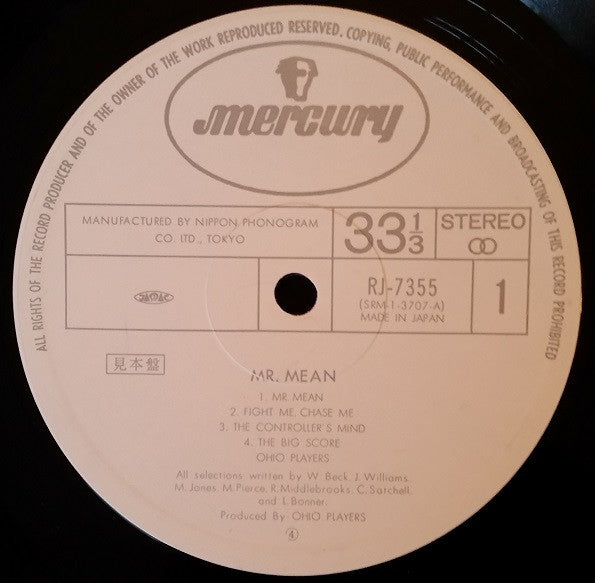 ALL RIGHTS OF THE RECORD PRODUCER AND OF THE OWNER OF THE WORK REPRODUCED RESERVED. COPYING, PUBLIC PERFORMANCE AND BROADCASTING OF THIS RECORD PROHIBITED
mercury
MANUFACTURED BY NIPPON PHONOGRAM
CO. LTD., TOKYO
33 1/3
STEREO
RJ-7355
(SRM-1-3707-A)
MADE IN JAPAN
1
見本盤
MR. MEAN
1. MR. MEAN
2. FIGHT ME, CHASE ME
3. THE CONTROLLER'S MIND
4. THE BIG SCORE
OHIO PLAYERS
All selections written by W. Beck, J. Williams,
M. Jones, M. Pierce, R. Middlebrooks, C. Satchell,
and L. Bonner.
Produced By OHIO PLAYERS
④